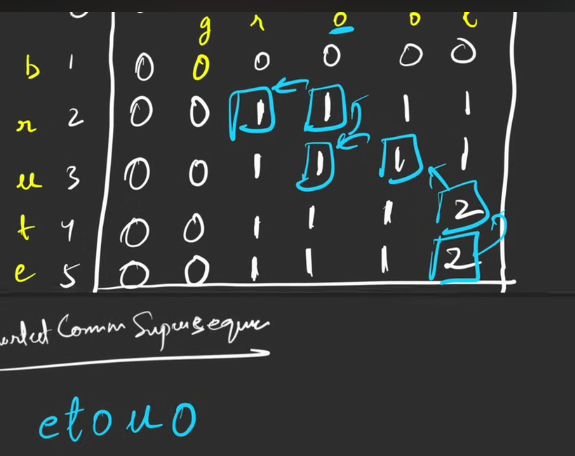 g r o o t
b 1 0 0 0 0 0 0
r 2 0 0 1 1 1 1
u 3 0 0 1 1 1 1
t 4 0 0 1 1 1 2
e 5 0 0 1 1 1 2
Comm Supersequence
etouo